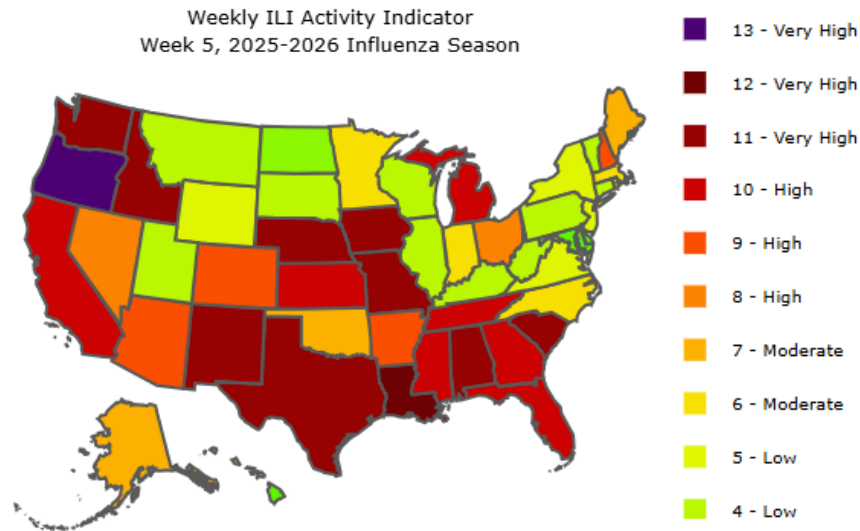 Weekly ILI Activity Indicator
Week 5, 2025-2026 Influenza Season
13 - Very High
12 - Very High
11 - Very High
10 - High
9 - High
8 - High
7 - Moderate
6 - Moderate
5 - Low
4 - Low